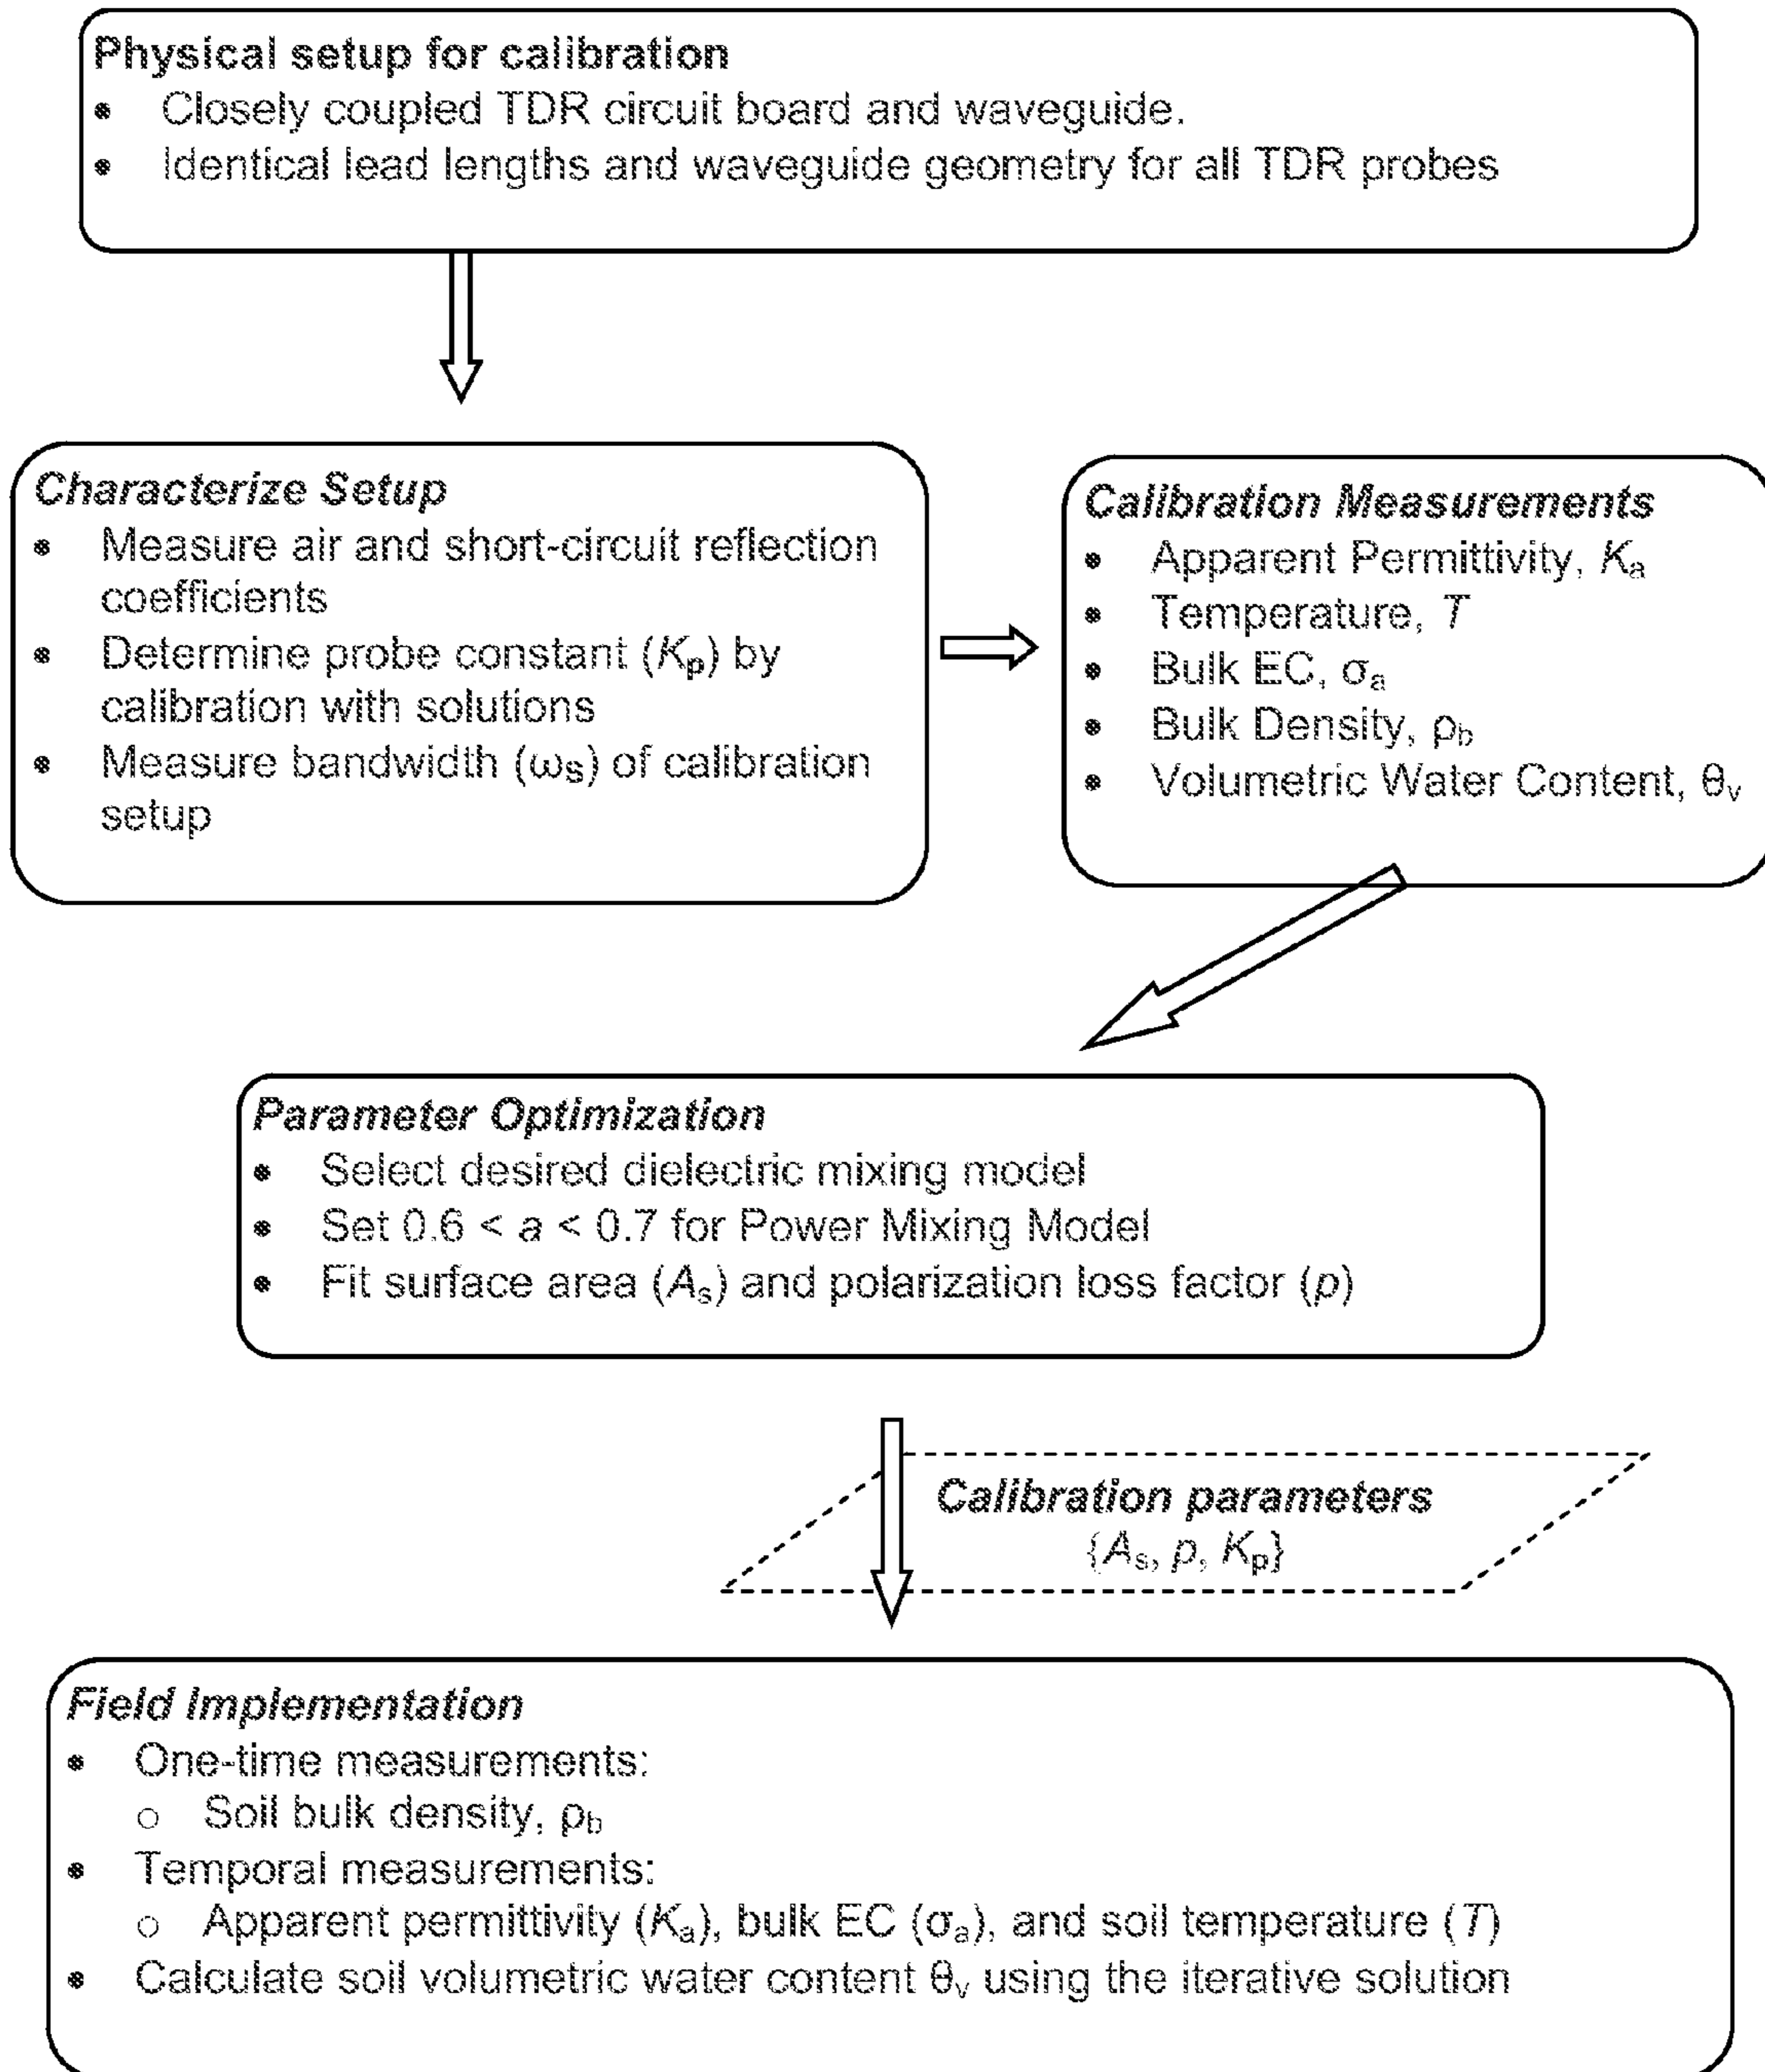 Physical setup for calibration
• Closely coupled TDR circuit board and waveguide.
• Identical lead lengths and waveguide geometry for all TDR probes
Characterize Setup
• Measure air and short-circuit reflection
coefficients
• Determine probe constant (Kp) by
calibration with solutions
• Measure bandwidth (ωs) of calibration
setup
Calibration Measurements
• Apparent Permittivity, Ka
• Temperature, T
• Bulk EC, σa
• Bulk Density, ρb
• Volumetric Water Content, θv
Parameter Optimization
• Select desired dielectric mixing model
• Set 0.6 < a < 0.7 for Power Mixing Model
• Fit surface area (As) and polarization loss factor (p)
Calibration parameters
{As, p, Kp}
Field Implementation
• One-time measurements:
○ Soil bulk density, ρb
• Temporal measurements:
○ Apparent permittivity (Ka), bulk EC (σa), and soil temperature (T)
• Calculate soil volumetric water content θv using the iterative solution